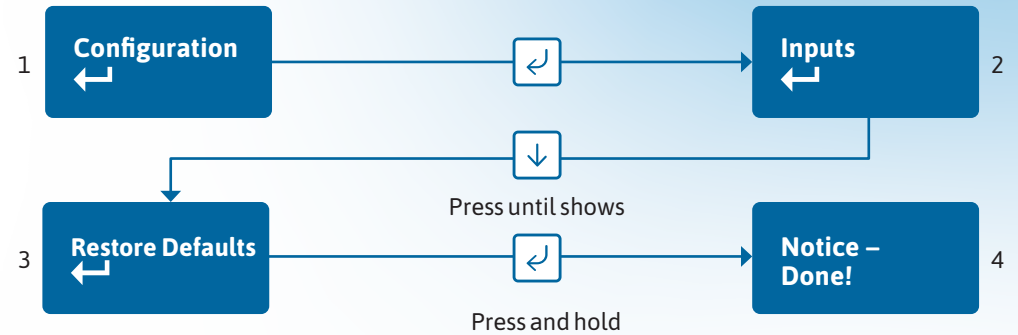 1
Configuration
Inputs
2
Press until shows
3
Restore Defaults
Notice –
Done!
4
Press and hold